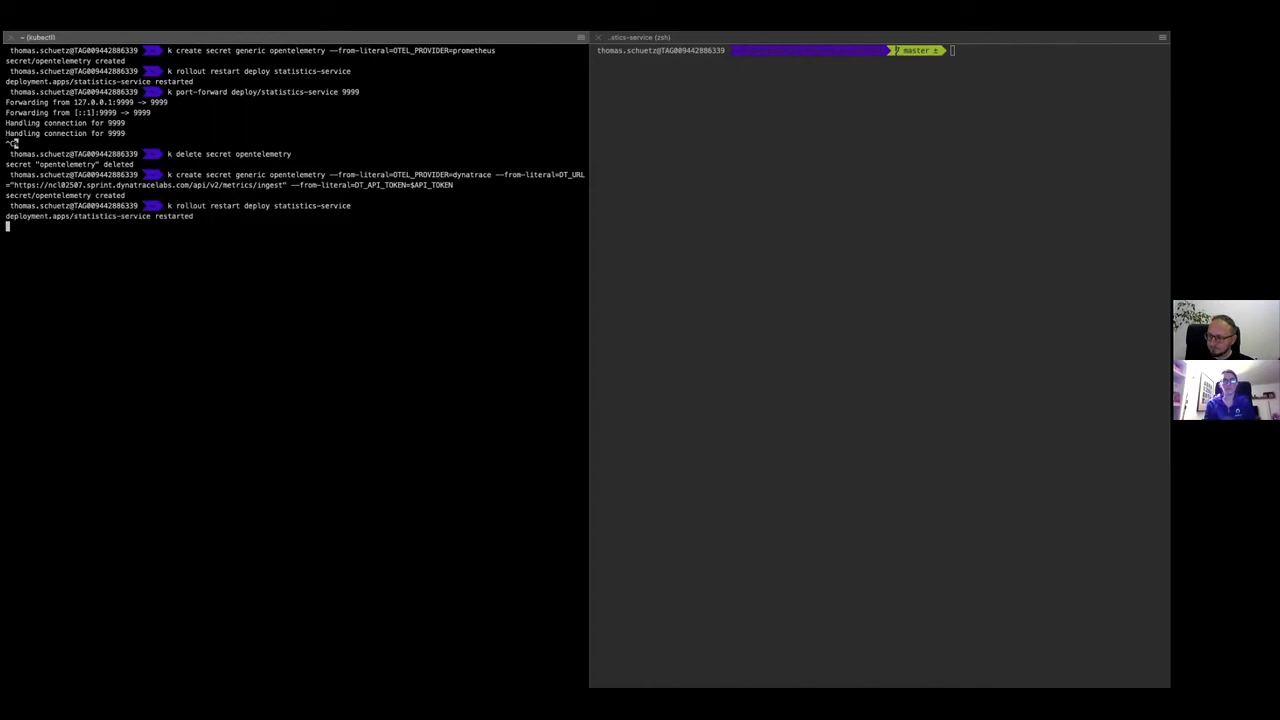 ~ (kubectl)
thomas.schuetz@TAG009442886339 ~ k create secret generic opentelemetry --from-literal=OTEL_PROVIDER=prometheus
secret/opentelemetry created
thomas.schuetz@TAG009442886339 ~ k rollout restart deploy statistics-service
deployment.apps/statistics-service restarted
thomas.schuetz@TAG009442886339 ~ k port-forward deploy/statistics-service 9999
Forwarding from 127.0.0.1:9999 -> 9999
Forwarding from [::1]:9999 -> 9999
Handling connection for 9999
Handling connection for 9999
^C
thomas.schuetz@TAG009442886339 ~ k delete secret opentelemetry
secret "opentelemetry" deleted
thomas.schuetz@TAG009442886339 ~ k create secret generic opentelemetry --from-literal=OTEL_PROVIDER=dynatrace --from-literal=DT_URL
="https://ncl02507.sprint.dynatracelabs.com/api/v2/metrics/ingest" --from-literal=DT_API_TOKEN=$API_TOKEN
secret/opentelemetry created
thomas.schuetz@TAG009442886339 ~ k rollout restart deploy statistics-service
deployment.apps/statistics-service restarted
..stics-service (zsh)
thomas.schuetz@TAG009442886339 master ±